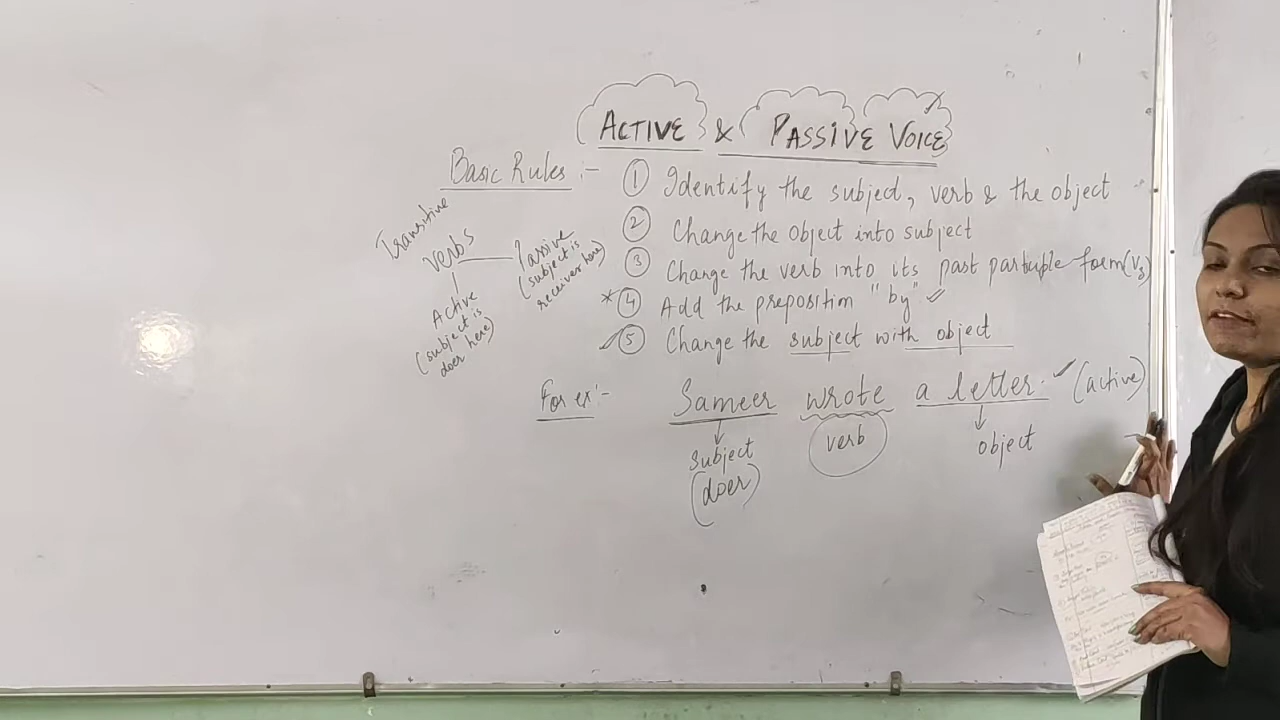 ACTIVE & PASSIVE VOICE
Basic Rules :-
① Identify the subject, verb & the object
② Change the object into subject
③ Change the verb into its past participle form (V3)
* ④ Add the preposition "by" ✓
✓ ⑤ Change the subject with object
Transitive
Verbs
Passive
(subject is
receiver here)
Active
(subject is
doer here)
For ex:- Sameer wrote a letter. ✓ (active)
subject
(doer)
verb
object